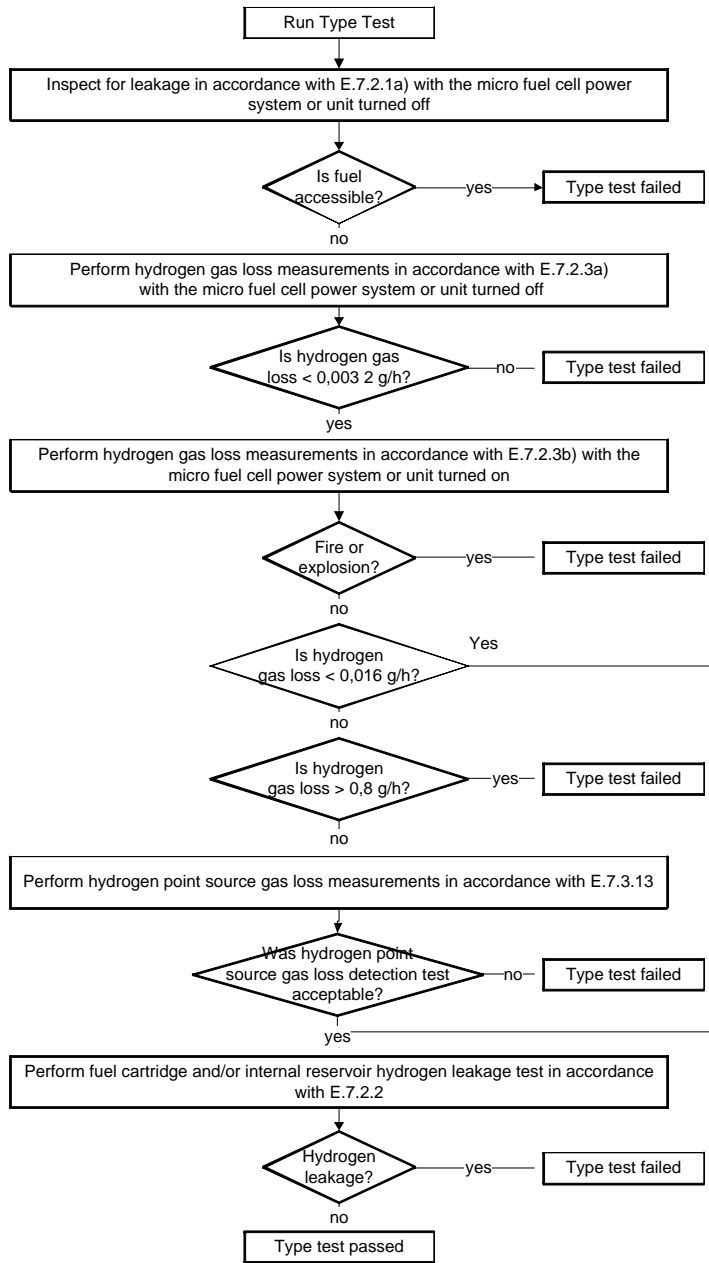 Run Type Test
Inspect for leakage in accordance with E.7.2.1a) with the micro fuel cell power
system or unit turned off
Is fuel
accessible?
yes
Type test failed
no
Perform hydrogen gas loss measurements in accordance with E.7.2.3a)
with the micro fuel cell power system or unit turned off
Is hydrogen gas
loss < 0,003 2 g/h?
no
Type test failed
yes
Perform hydrogen gas loss measurements in accordance with E.7.2.3b) with the
micro fuel cell power system or unit turned on
Fire or
explosion?
yes
Type test failed
no
Is hydrogen
gas loss < 0,016 g/h?
Yes
no
Is hydrogen
gas loss > 0,8 g/h?
yes
Type test failed
no
Perform hydrogen point source gas loss measurements in accordance with E.7.3.13
Was hydrogen point
source gas loss detection test
acceptable?
no
Type test failed
yes
Perform fuel cartridge and/or internal reservoir hydrogen leakage test in accordance
with E.7.2.2
Hydrogen
leakage?
yes
Type test failed
no
Type test passed